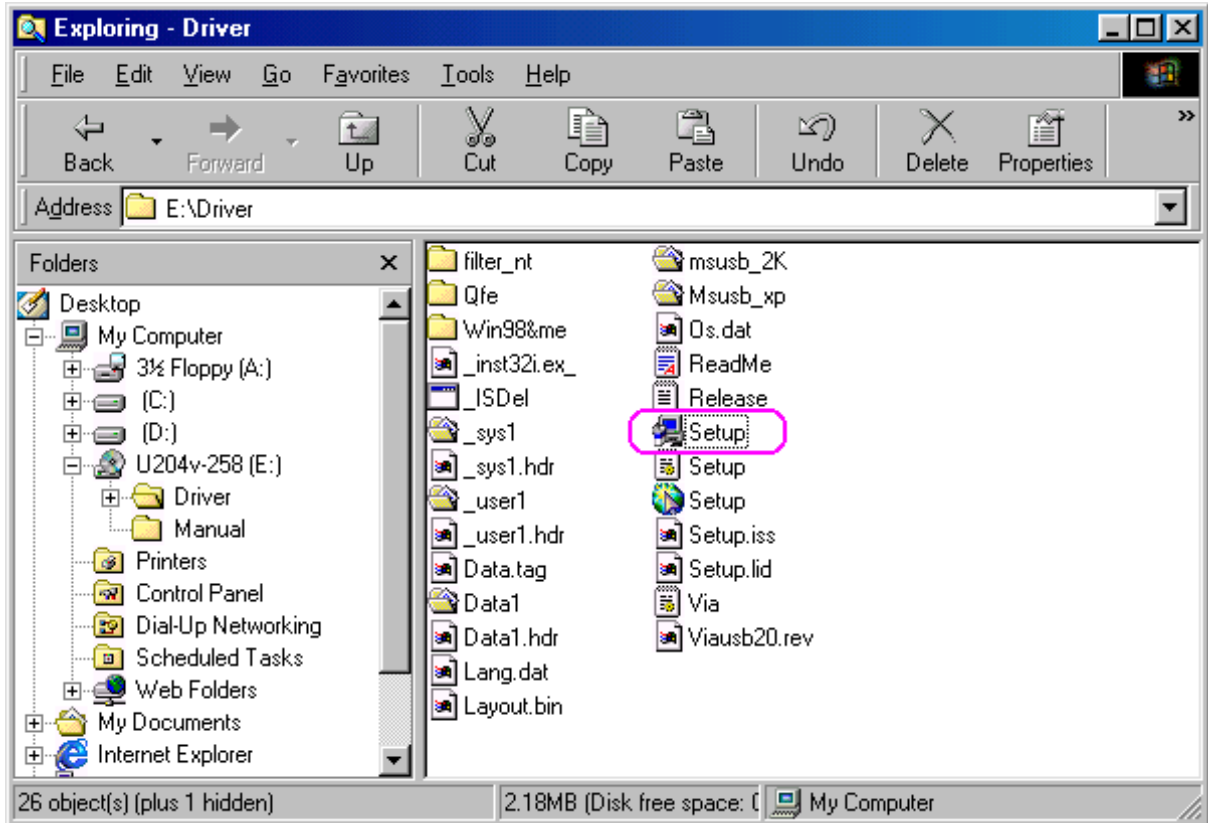 Exploring - Driver
File Edit View Go Favorites Tools Help
»
Back Forward Up Cut Copy Paste Undo Delete Properties
Address E:\Driver
Folders
Desktop
My Computer
3½ Floppy (A:)
(C:)
(D:)
U204v-258 (E:)
Driver
Manual
Printers
Control Panel
Dial-Up Networking
Scheduled Tasks
Web Folders
My Documents
Internet Explorer
filter_nt
Qfe
Win98&me
_inst32i.ex_
_ISDel
_sys1
_sys1.hdr
_user1
_user1.hdr
Data.tag
Data1
Data1.hdr
Lang.dat
Layout.bin
msusb_2K
Msusb_xp
Os.dat
ReadMe
Release
Setup
Setup
Setup
Setup.iss
Setup.lid
Via
Viausb20.rev
26 object(s) (plus 1 hidden) 2.18MB (Disk free space: My Computer